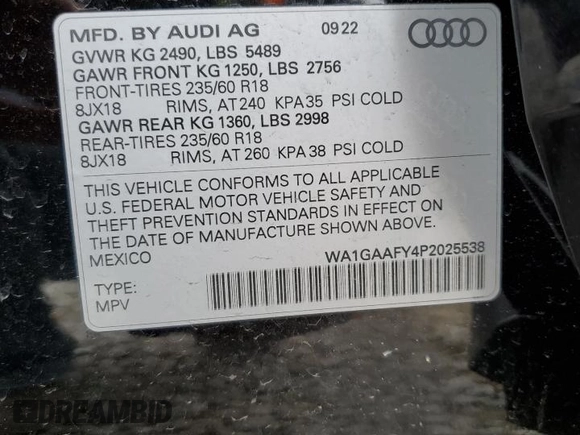 MFD. BY AUDI AG 09 22
GVWR KG 2490, LBS 5489
GAWR FRONT KG 1250, LBS 2756
FRONT-TIRES 235/60 R18
8JX18 RIMS, AT 240 KPA 35 PSI COLD
GAWR REAR KG 1360, LBS 2998
REAR-TIRES 235/60 R18
8JX18 RIMS, AT 260 KPA 38 PSI COLD
THIS VEHICLE CONFORMS TO ALL APPLICABLE
U.S. FEDERAL MOTOR VEHICLE SAFETY AND
THEFT PREVENTION STANDARDS IN EFFECT ON
THE DATE OF MANUFACTURE SHOWN ABOVE.
MEXICO WA1GAAFY4P2025538
TYPE:
MPV
DREAMBID